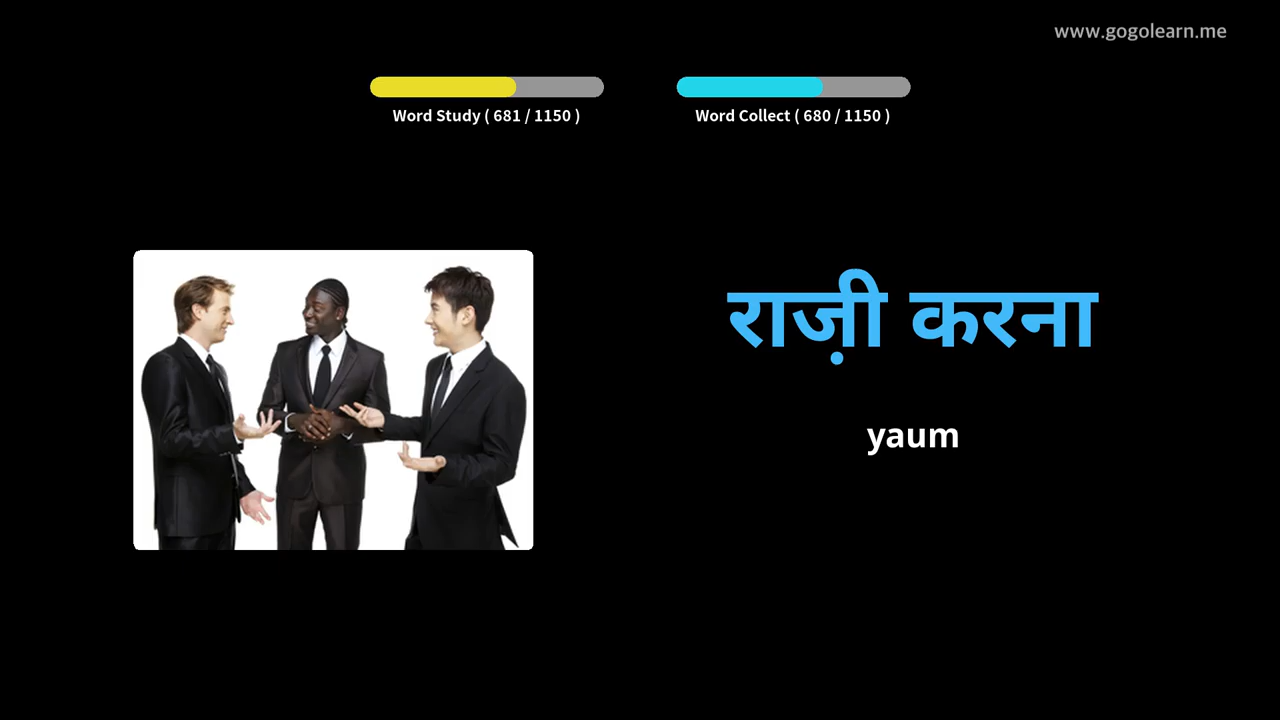 www.gogolearn.me
Word Study ( 681 / 1150 )
Word Collect ( 680 / 1150 )
राज़ी करना
yaum